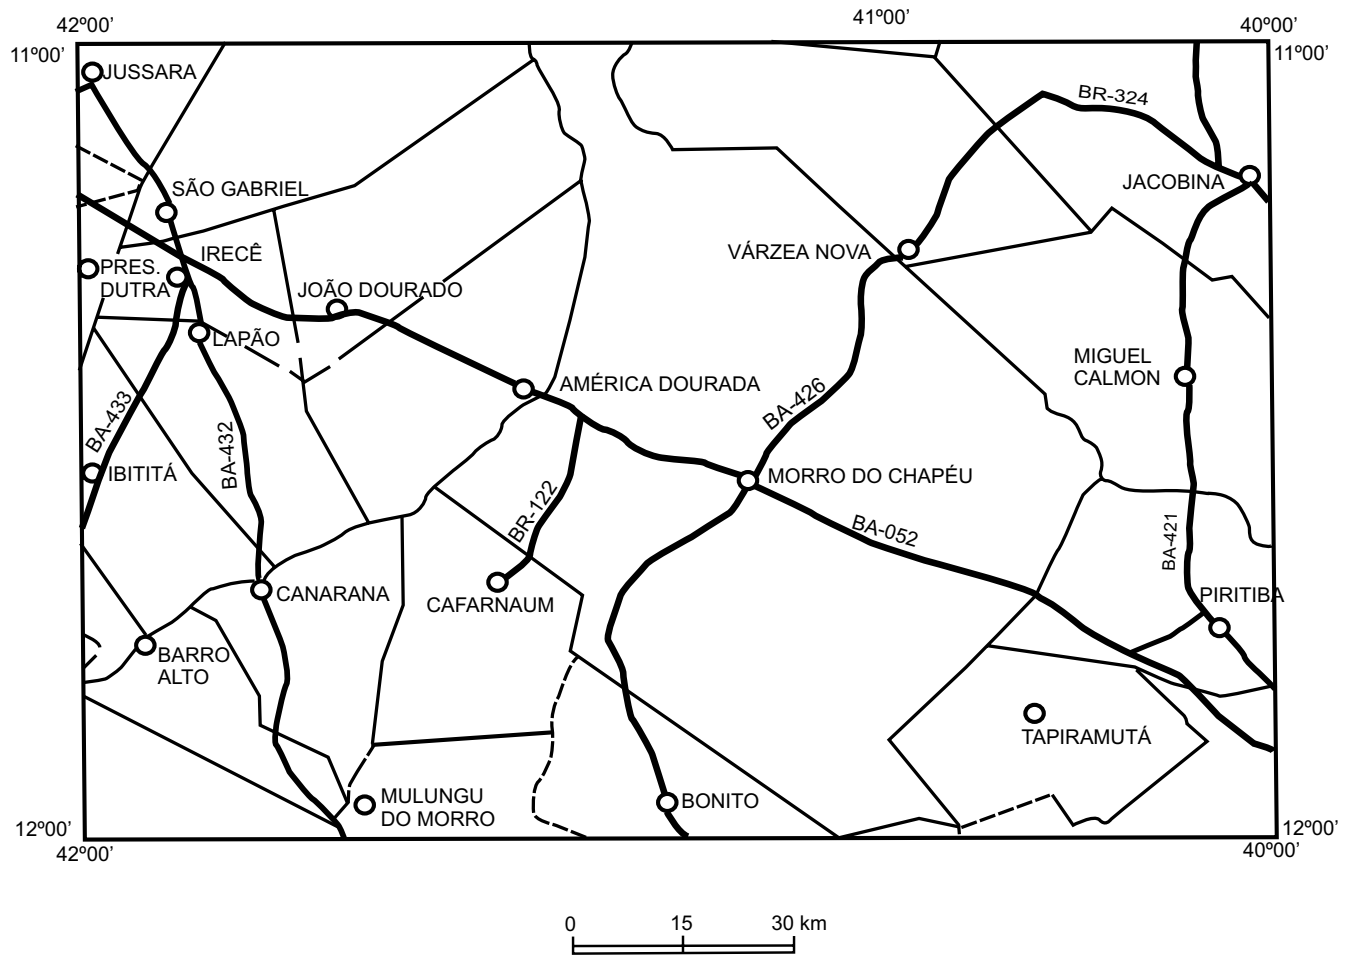 42º00’
41º00’
40º00’
11º00’
11º00’
JUSSARA
BR-324
JACOBINA
SÃO GABRIEL
VÁRZEA NOVA
IRECÊ
PRES.
DUTRA
JOÃO DOURADO
LAPÃO
MIGUEL
CALMON
AMÉRICA DOURADA
BA-426
BA-433
BA-432
IBITITÁ
MORRO DO CHAPÉU
BR-122
BA-052
BA-421
CANARANA
CAFARNAUM
PIRITIBA
BARRO
ALTO
TAPIRAMUTÁ
MULUNGU
DO MORRO
BONITO
12º00’
12º00’
42º00’
40º00’
0 15 30 km